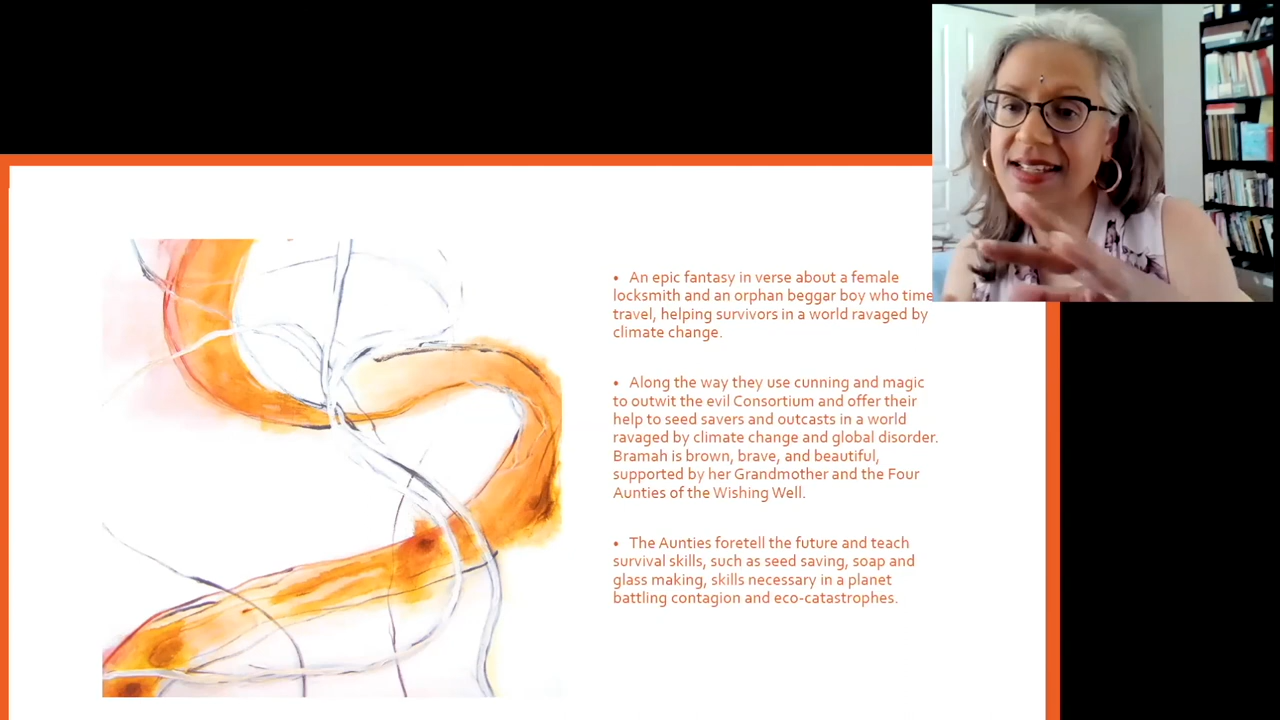 • An epic fantasy in verse about a female
locksmith and an orphan beggar boy who time
travel, helping survivors in a world ravaged by
climate change.
• Along the way they use cunning and magic
to outwit the evil Consortium and offer their
help to seed savers and outcasts in a world
ravaged by climate change and global disorder.
Bramah is brown, brave, and beautiful,
supported by her Grandmother and the Four
Aunties of the Wishing Well.
• The Aunties foretell the future and teach
survival skills, such as seed saving, soap and
glass making, skills necessary in a planet
battling contagion and eco-catastrophes.